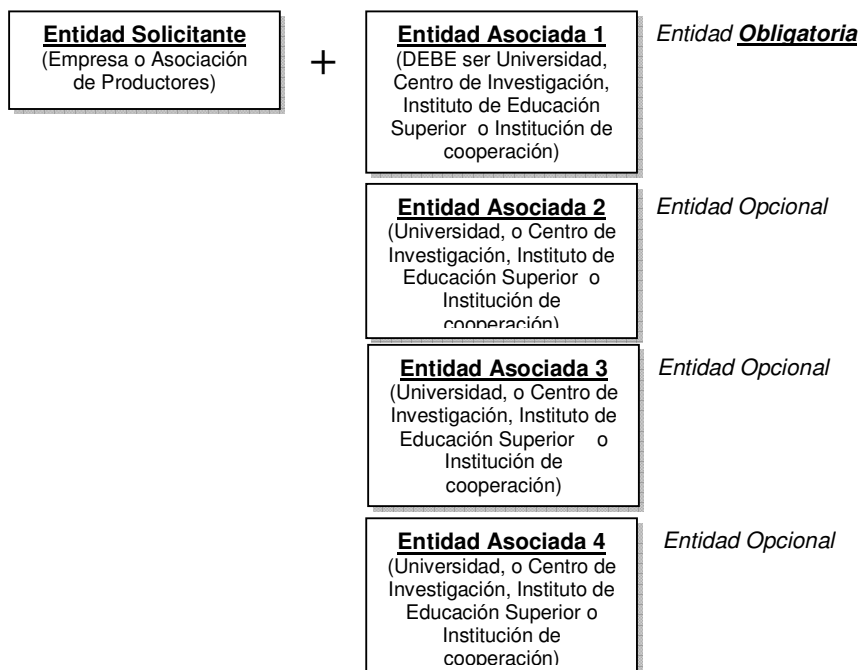 Entidad Solicitante
(Empresa o Asociación
de Productores)
+
Entidad Asociada 1
(DEBE ser Universidad,
Centro de Investigación,
Instituto de Educación
Superior o Institución de
cooperación)
Entidad Obligatoria
Entidad Asociada 2
(Universidad, o Centro de
Investigación, Instituto de
Educación Superior o
Institución de
cooperación)
Entidad Opcional
Entidad Asociada 3
(Universidad, o Centro de
Investigación, Instituto de
Educación Superior o
Institución de
cooperación)
Entidad Opcional
Entidad Asociada 4
(Universidad, o Centro de
Investigación, Instituto de
Educación Superior o
Institución de
cooperación)
Entidad Opcional